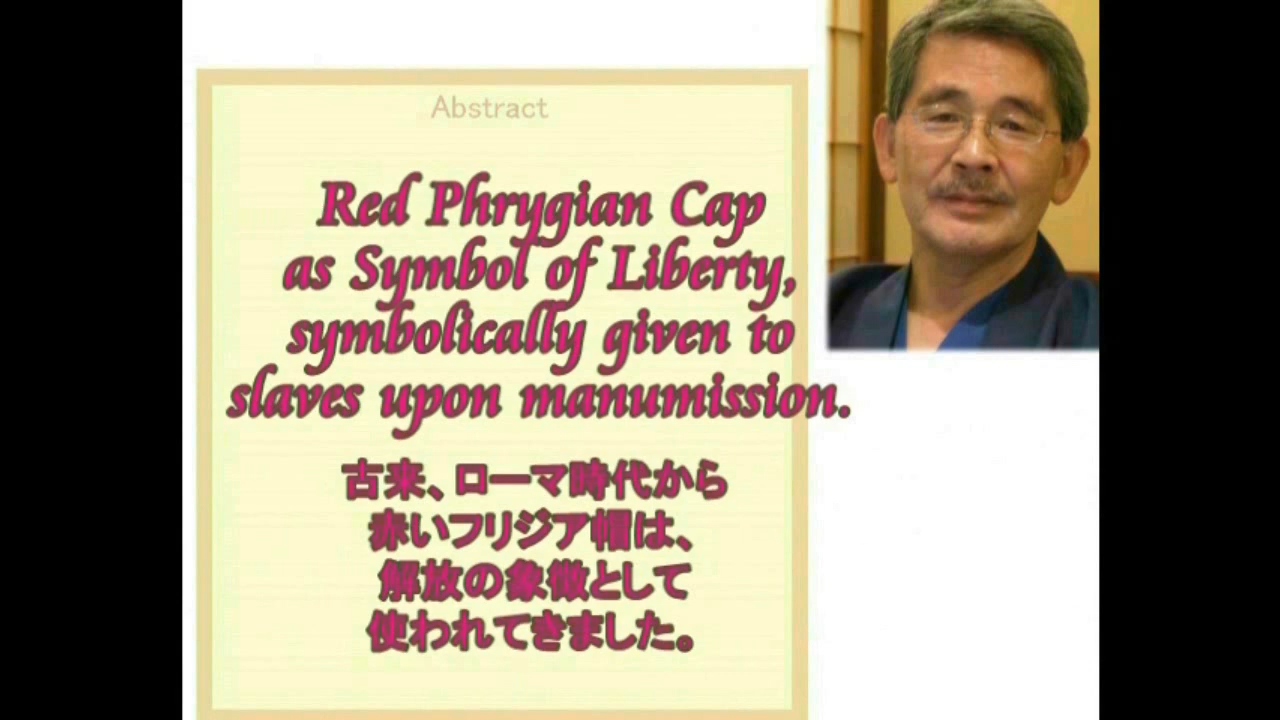 Abstract
Red Phrygian Cap
as Symbol of Liberty,
symbolically given to
slaves upon manumission.
古来、ローマ時代から
赤いフリジア帽は、
解放の象徴として
使われてきました。